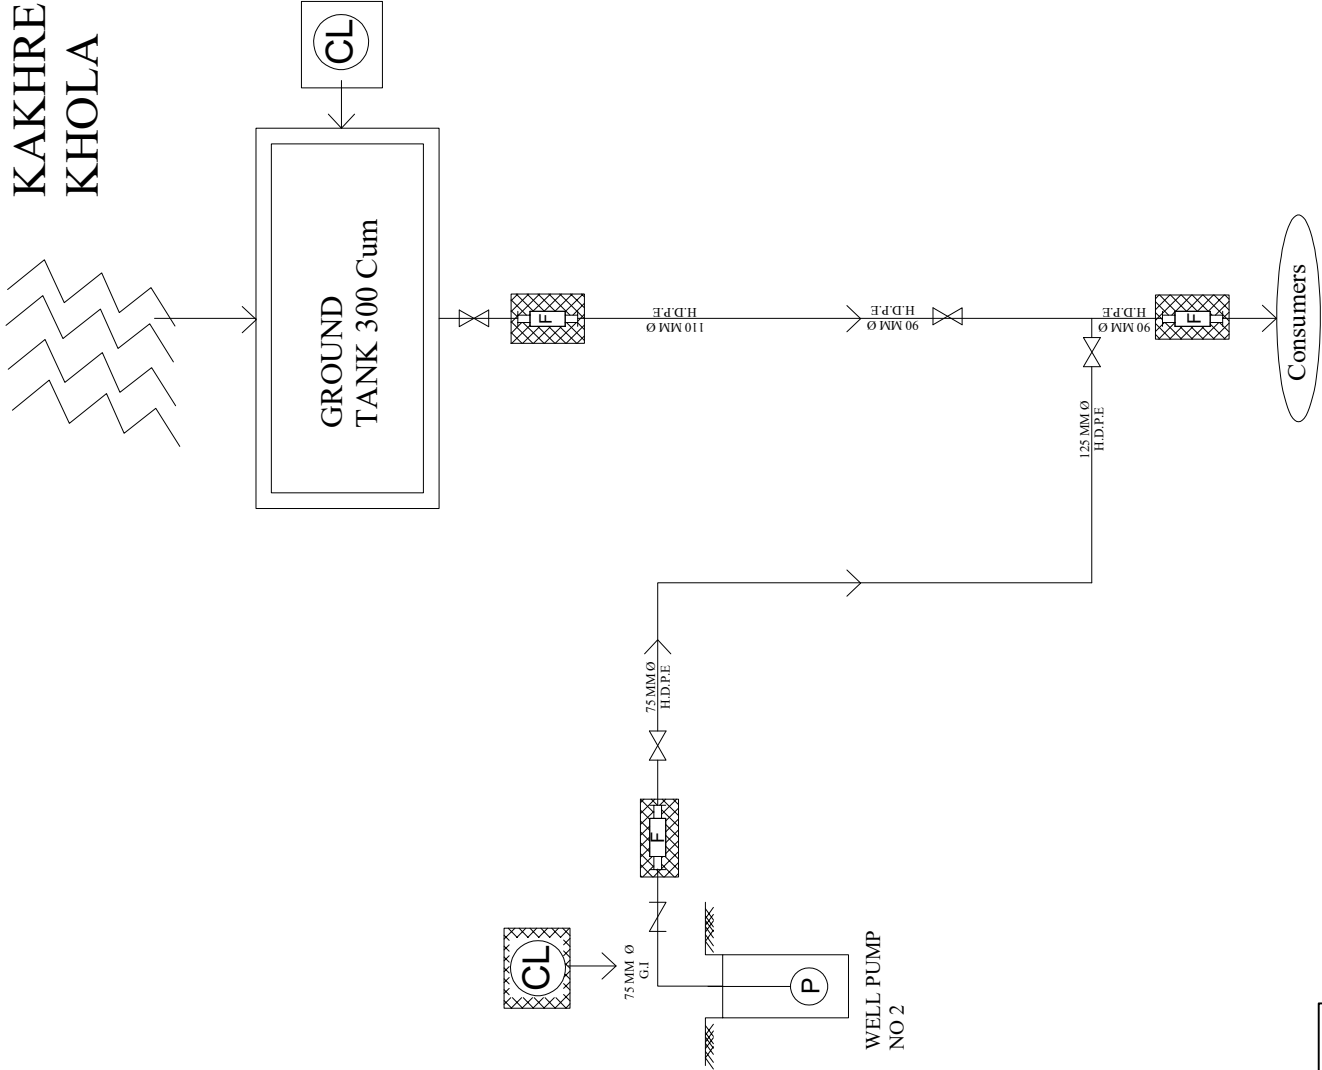 KAKHRE
KHOLA
CL
GROUND
TANK 300 Cum
F
110 MM Ø
H.D.P.E
90 MM Ø
H.D.P.E
90 MM Ø
H.D.P.E
F
Consumers
125 MM Ø
H.D.P.E
75 MM Ø
H.D.P.E
F
CL
75 MM Ø
G.I
P
WELL PUMP
NO 2